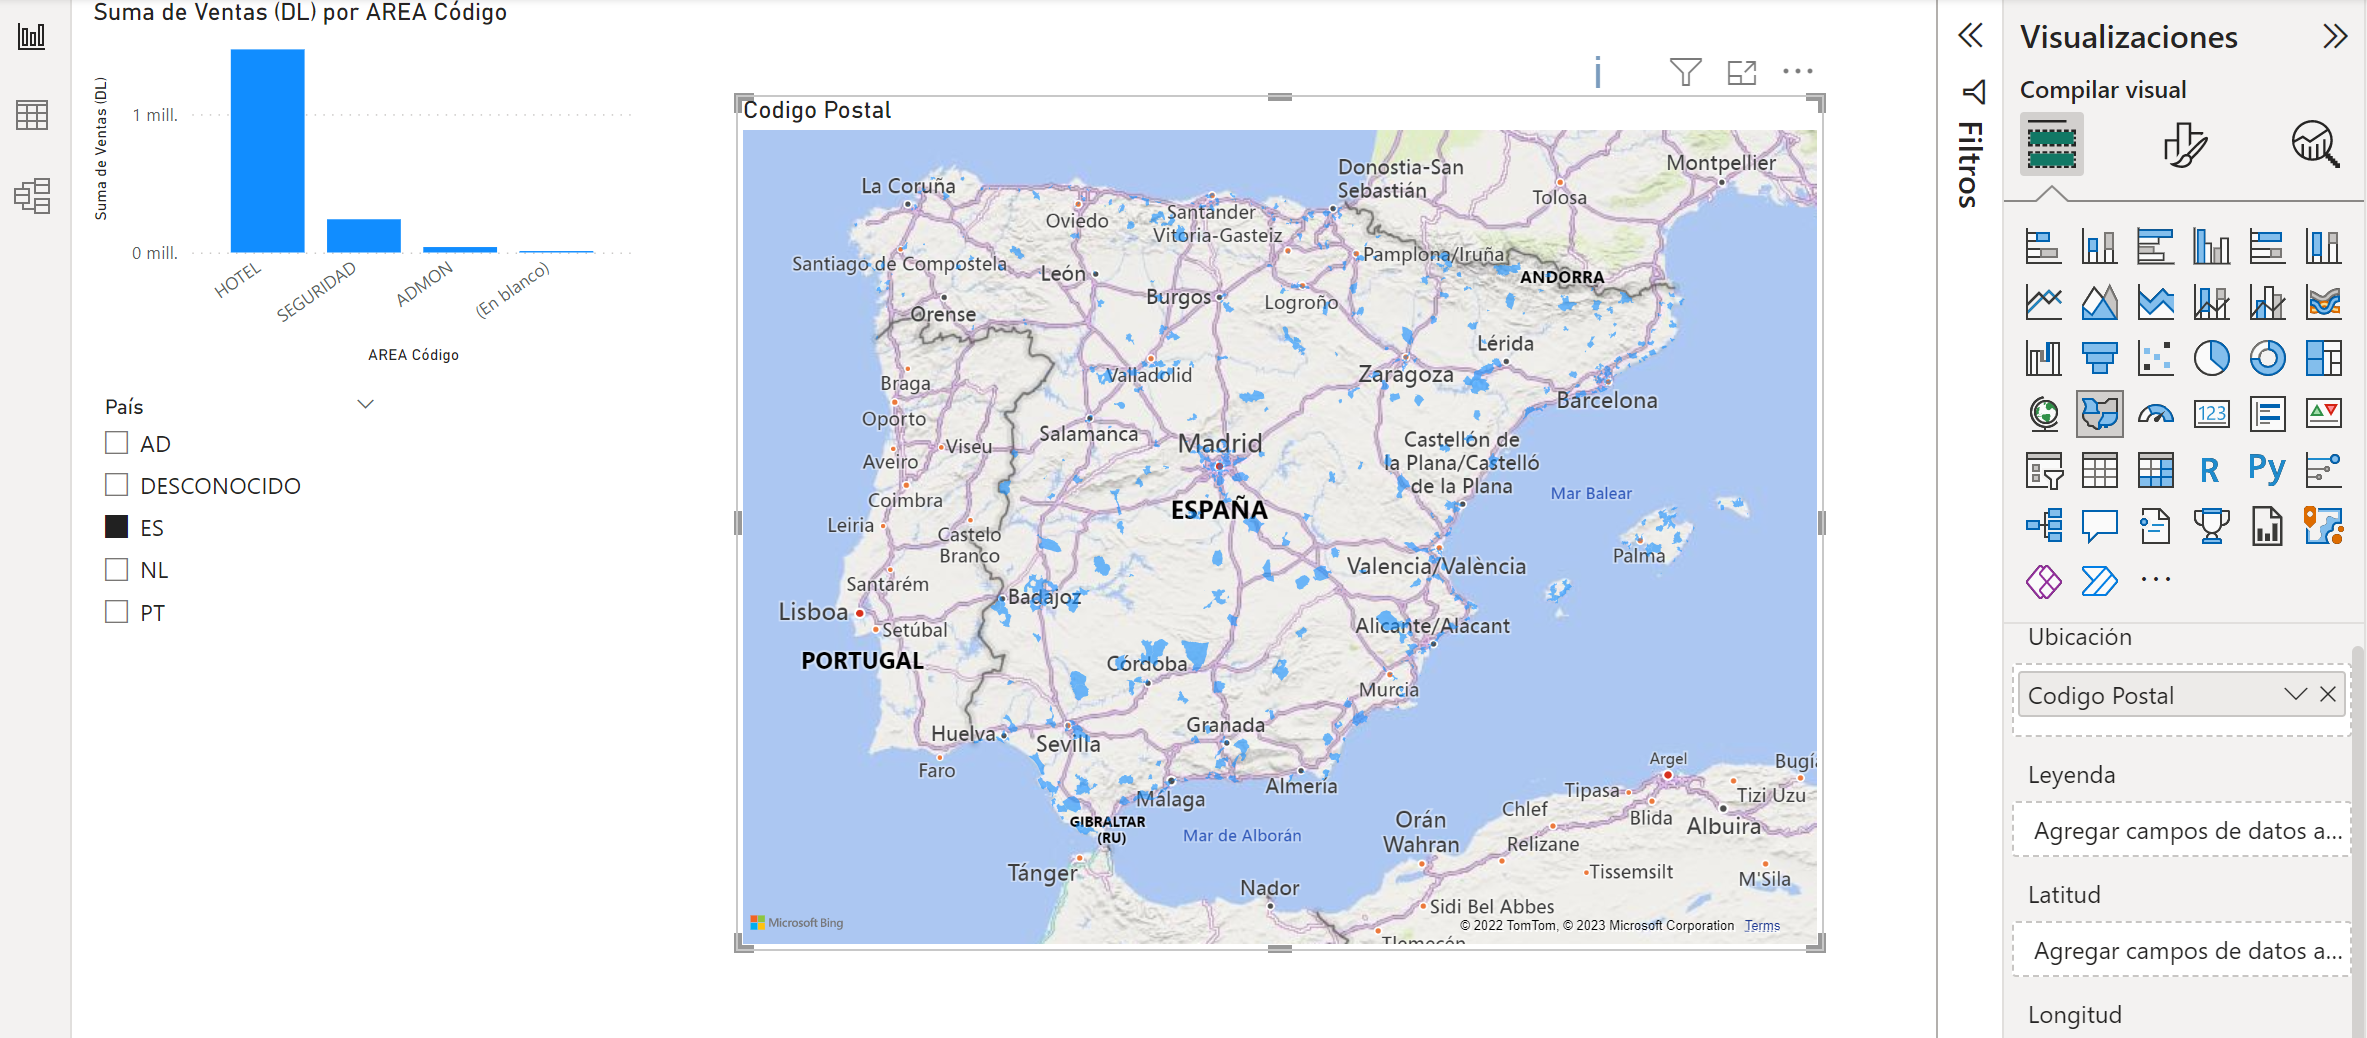 Suma de Ventas (DL) por AREA Código
Suma de Ventas (DL)
1 mill.
0 mill.
HOTEL
SEGURIDAD
ADMON
(En blanco)
AREA Código
País
AD
DESCONOCIDO
ES
NL
PT
Codigo Postal
La Coruña
Oviedo
Santander
Vitoria-Gasteiz
Donostia-San
Sebastián
Tolosa
Montpellier
Santiago de Compostela
León
Pamplona/Iruña
ANDORRA
Burgos
Logroño
Orense
Lérida
Braga
Valladolid
Zaragoza
Barcelona
Oporto
Salamanca
Madrid
Castellón de
la Plana/Castelló
de la Plana
Viseu
Aveiro
Coimbra
ESPAÑA
Mar Balear
Leiria
Castelo
Branco
Palma
Santarém
Valencia/València
Lisboa
Badajoz
Setúbal
Alicante/Alacant
PORTUGAL
Córdoba
Murcia
Huelva
Sevilla
Granada
Faro
Almería
Málaga
GIBRALTAR
(RU)
Mar de Alborán
Argel
Bugí
Tipasa
Tizi Uzu
Chlef
Blida
Albuira
Orán
Wahran
Relizane
Tánger
Tissemsilt
M'Sila
Nador
Sidi Bel Abbes
Tlemecén
Microsoft Bing
© 2022 TomTom, © 2023 Microsoft Corporation Terms
Filtros
Visualizaciones
Compilar visual
123
R
Py
Ubicación
Codigo Postal
Leyenda
Agregar campos de datos a...
Latitud
Agregar campos de datos a...
Longitud